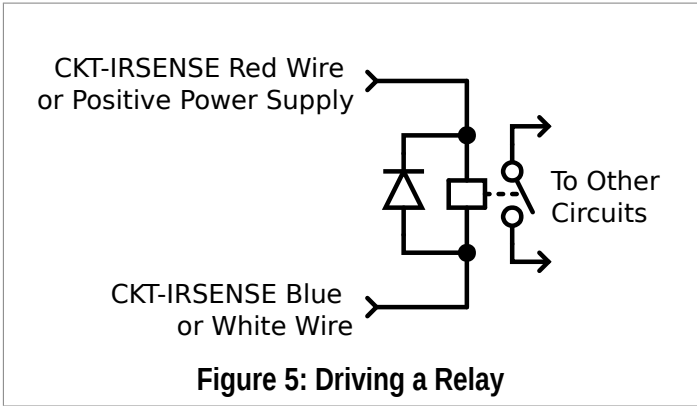 CKT-IRSENSE Red Wire
or Positive Power Supply
To Other
Circuits
CKT-IRSENSE Blue
or White Wire
Figure 5: Driving a Relay